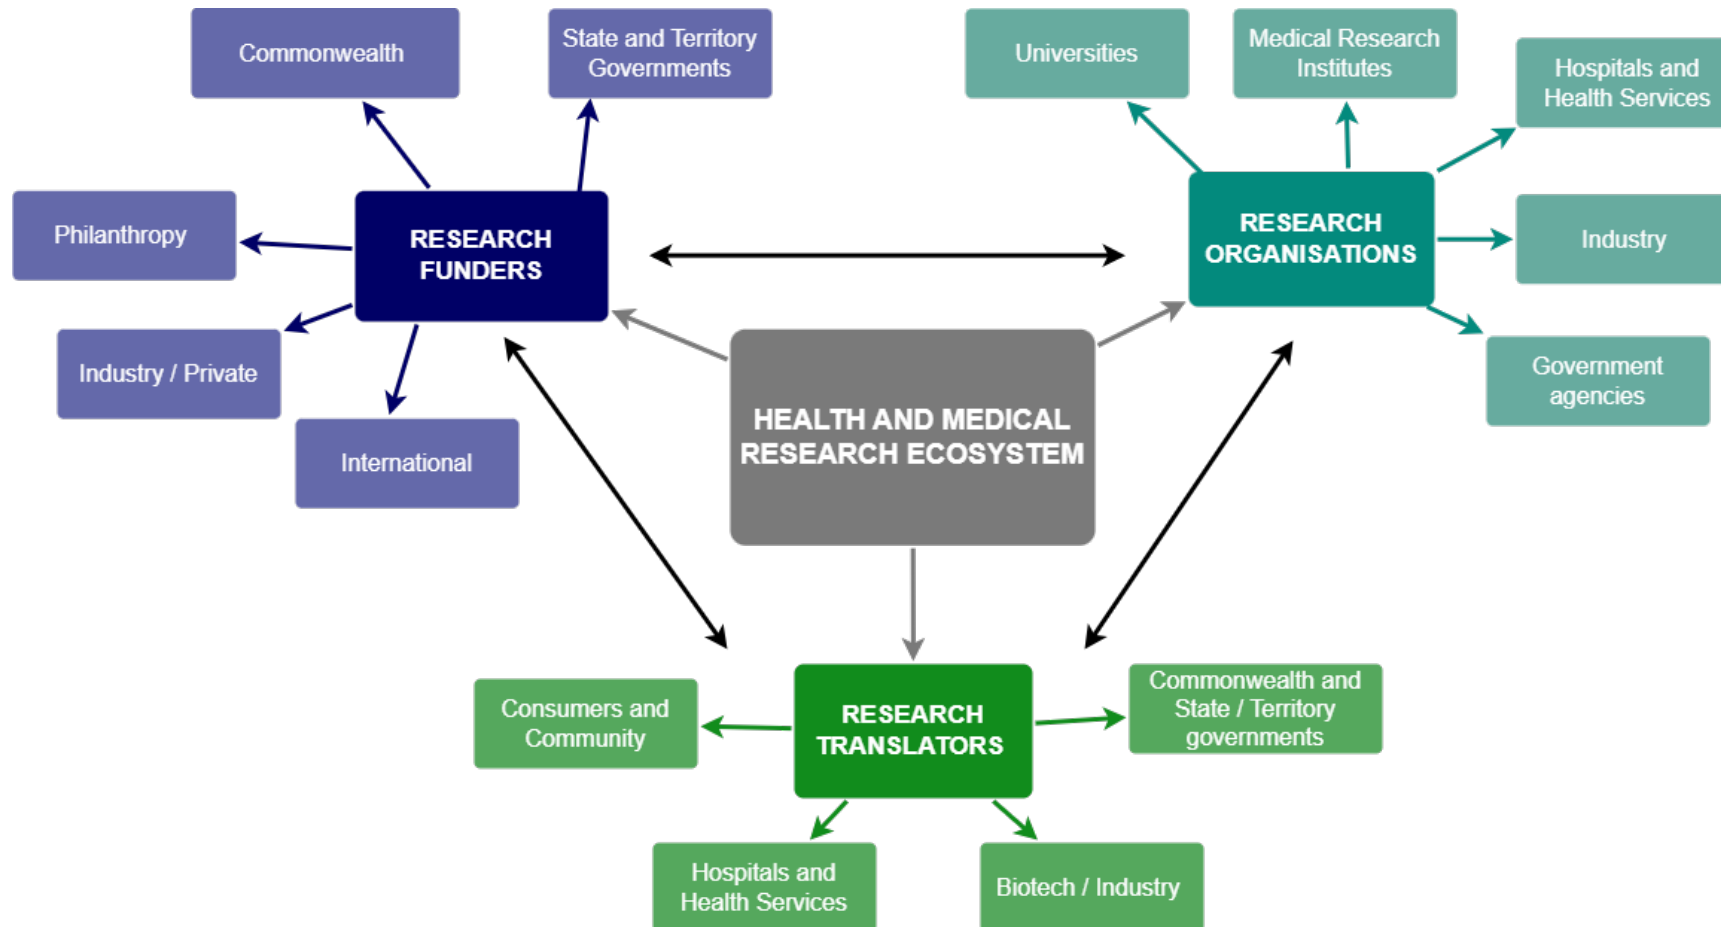 Commonwealth
State and Territory
Governments
Philanthropy
RESEARCH
FUNDERS
Industry / Private
International
Universities
Medical Research
Institutes
Hospitals and
Health Services
RESEARCH
ORGANISATIONS
Industry
Government
agencies
HEALTH AND MEDICAL
RESEARCH ECOSYSTEM
Consumers and
Community
RESEARCH
TRANSLATORS
Commonwealth and
State / Territory
governments
Hospitals and
Health Services
Biotech / Industry